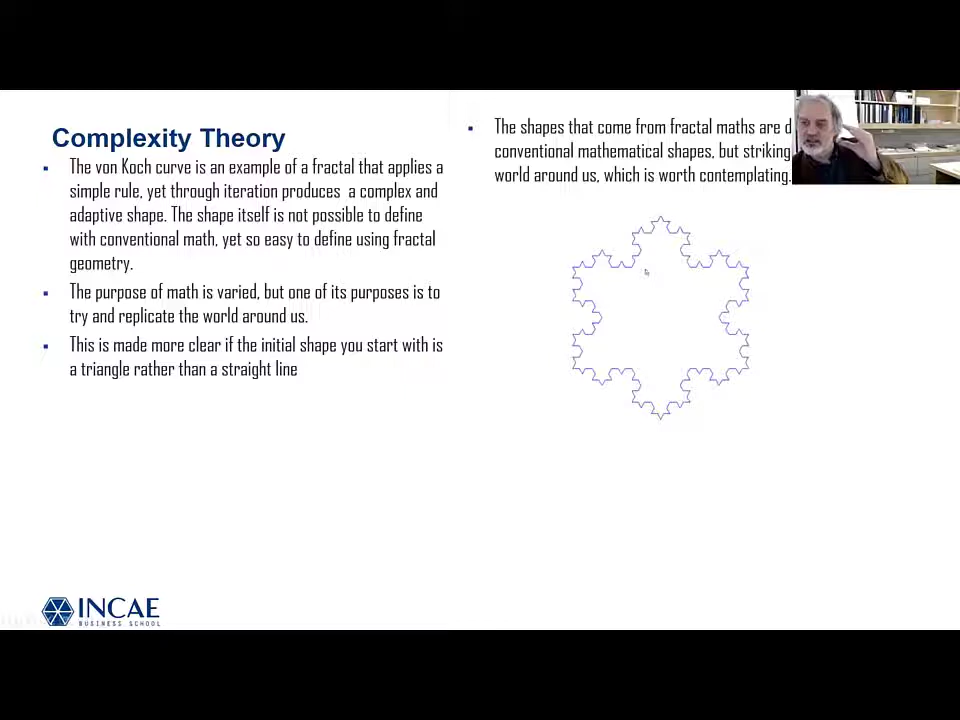 Complexity Theory
The von Koch curve is an example of a fractal that applies a
simple rule, yet through iteration produces a complex and
adaptive shape. The shape itself is not possible to define
with conventional math, yet so easy to define using fractal
geometry.
The purpose of math is varied, but one of its purposes is to
try and replicate the world around us.
This is made more clear if the initial shape you start with is
a triangle rather than a straight line
The shapes that come from fractal maths are d
conventional mathematical shapes, but striking
world around us, which is worth contemplating.
INCAE
BUSINESS SCHOOL